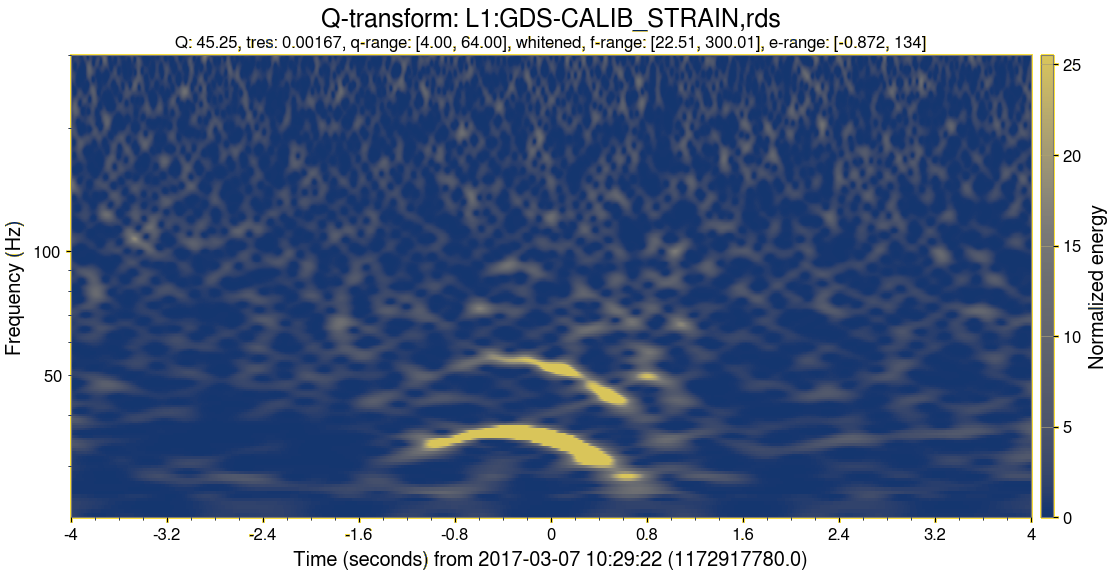 Q-transform: L1:GDS-CALIB_STRAIN,rds
Q: 45.25, tres: 0.00167, q-range: [4.00, 64.00], whitened, f-range: [22.51, 300.01], e-range: [-0.872, 134]
Frequency (Hz)
100
50
-4 -3.2 -2.4 -1.6 -0.8 0 0.8 1.6 2.4 3.2 4
Time (seconds) from 2017-03-07 10:29:22 (1172917780.0)
25
20
15
10
5
0
Normalized energy